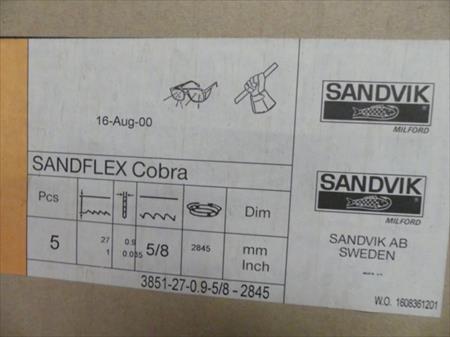 16-Aug-00
SANDVIK
MILFORD
SANDFLEX Cobra
Pcs Dim
5 27 1 0.9 0.035 5/8 2845 mm Inch
3851-27-0.9-5/8 - 2845
SANDVIK
MILFORD
SANDVIK AB
SWEDEN
W.O. 1608361201